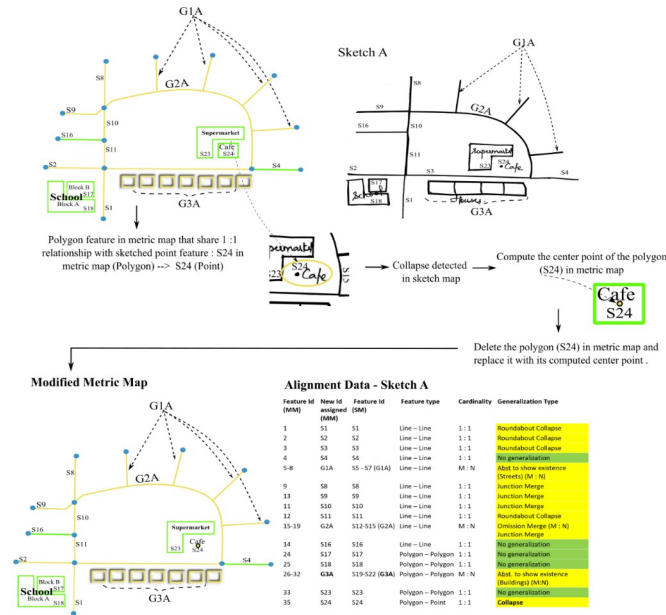 G1A
S8
G2A
S9
S10
S16
S11
Supermarket
Cafe
S23
S24
S2
S4
Block B
S17
School
Block A
S18
S1
G3A
Sketch A
G1A
S8
G2A
S9
S10
S16
S11
Supermarket
S24
S23
Cafe
S2
S3
S4
S17
School
S18
S1
Houses
G3A
Polygon feature in metric map that share 1 :1
relationship with sketched point feature : S24 in
metric map (Polygon) --> S24 (Point)
S24
S23
Cafe
Collapse detected
in sketch map
Compute the center point of the polygon
(S24) in metric map
Cafe
S24
Delete the polygon (S24) in metric map and
replace it with its computed center point .
Modified Metric Map
G1A
S8
G2A
S9
S10
S16
S11
Supermarket
Cafe
S23
S24
S2
S4
Block B
S17
School
Block A
S18
S1
G3A
Alignment Data - Sketch A
Feature Id (MM) New Id assigned (MM) Feature Id (SM) Feature type Cardinality Generalization Type
1 S1 S1 Line – Line 1 : 1 Roundabout Collapse
2 S2 S2 Line – Line 1 : 1 Roundabout Collapse
3 S3 S3 Line – Line 1 : 1 Roundabout Collapse
4 S4 S4 Line – Line 1 : 1 No generalization
5-8 G1A S5 - S7 (G1A) Line – Line M : N Abst to show existence (Streets) (M : N)
9 S8 S8 Line – Line 1 : 1 Junction Merge
13 S9 S9 Line – Line 1 : 1 Junction Merge
11 S10 S10 Line – Line 1 : 1 Junction Merge
12 S11 S11 Line – Line 1 : 1 Roundabout Collapse
15-19 G2A S12-S15 (G2A) Line – Line M : N Omission Merge (M : N) Junction Merge
14 S16 S16 Line – Line 1 : 1 No generalization
24 S17 S17 Polygon – Polygon 1 : 1 No generalization
25 S18 S18 Polygon – Polygon 1 : 1 No generalization
26-32 G3A S19-S22 (G3A) Polygon – Polygon M : N Abst. to show existence (Buildings) (M:N)
33 S23 S23 Polygon – Polygon 1 : 1 No generalization
35 S24 S24 Polygon – Point 1 : 1 Collapse